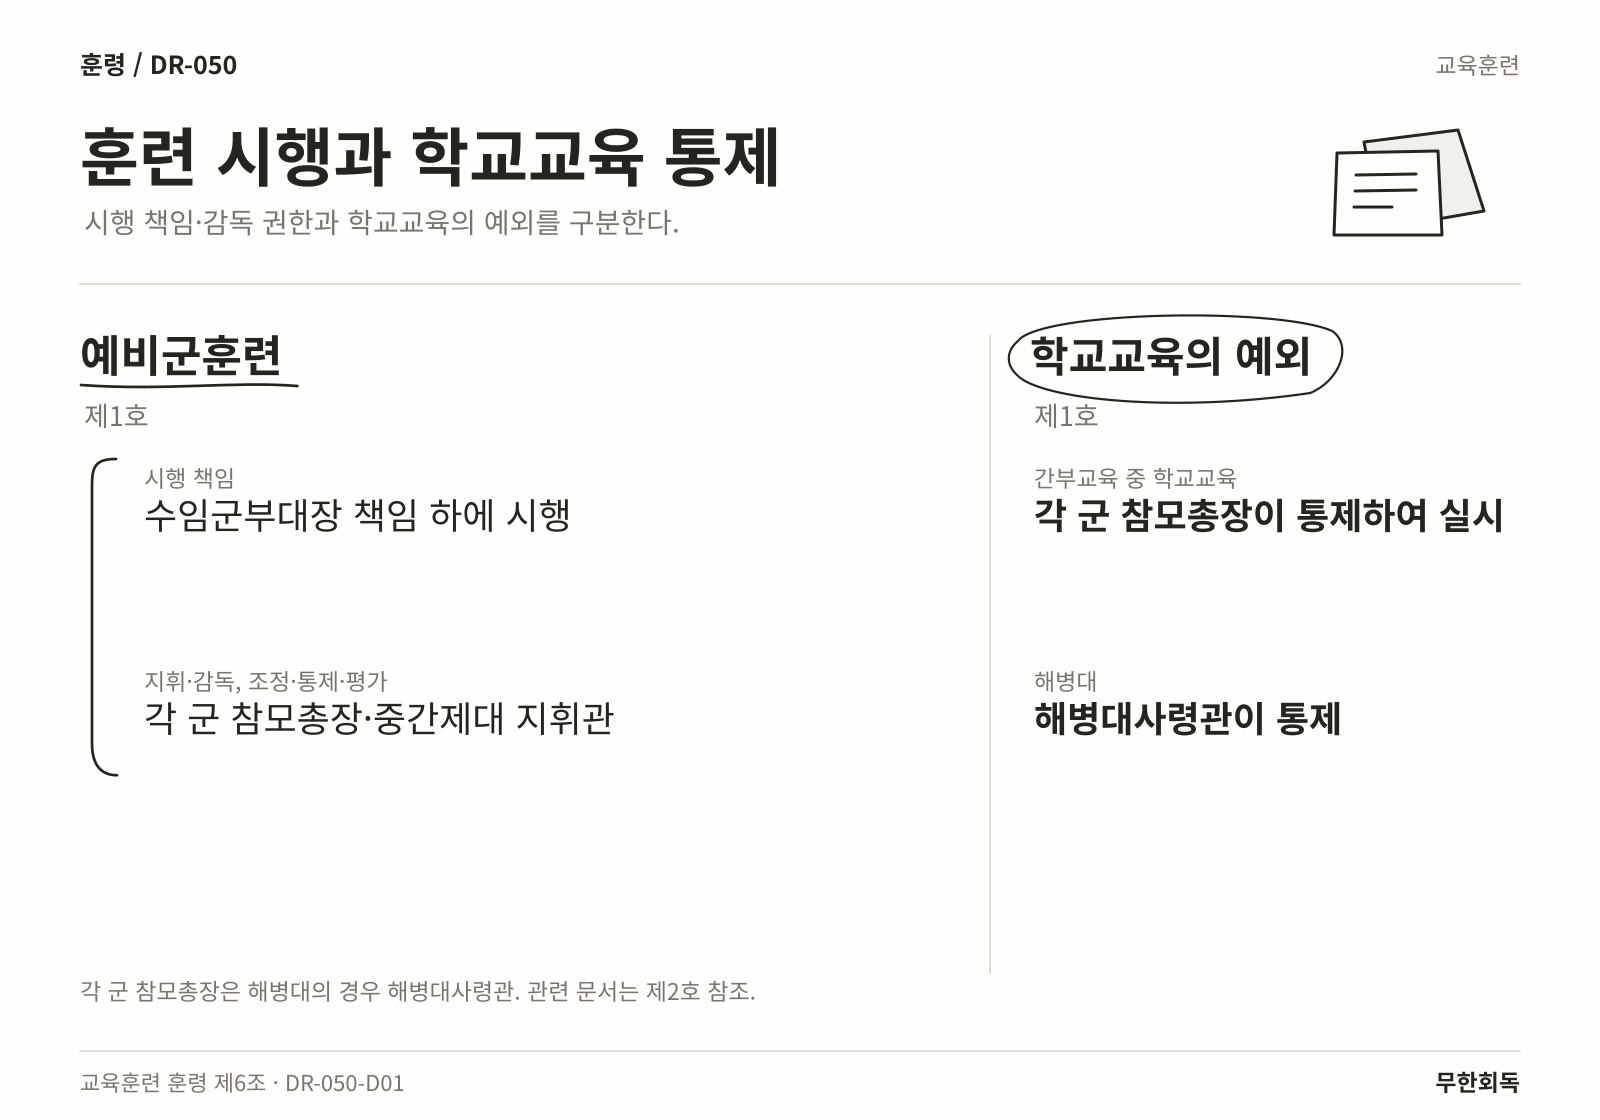 훈령 / DR-050
교육훈련
훈련 시행과 학교교육 통제
시행 책임·감독 권한과 학교교육의 예외를 구분한다.
예비군훈련
제1호
시행 책임
수임군부대장 책임 하에 시행
지휘·감독, 조정·통제·평가
각 군 참모총장·중간제대 지휘관
학교교육의 예외
제1호
간부교육 중 학교교육
각 군 참모총장이 통제하여 실시
해병대
해병대사령관이 통제
각 군 참모총장은 해병대의 경우 해병대사령관. 관련 문서는 제2호 참조.
교육훈련 훈령 제6조 · DR-050-D01
무한회독